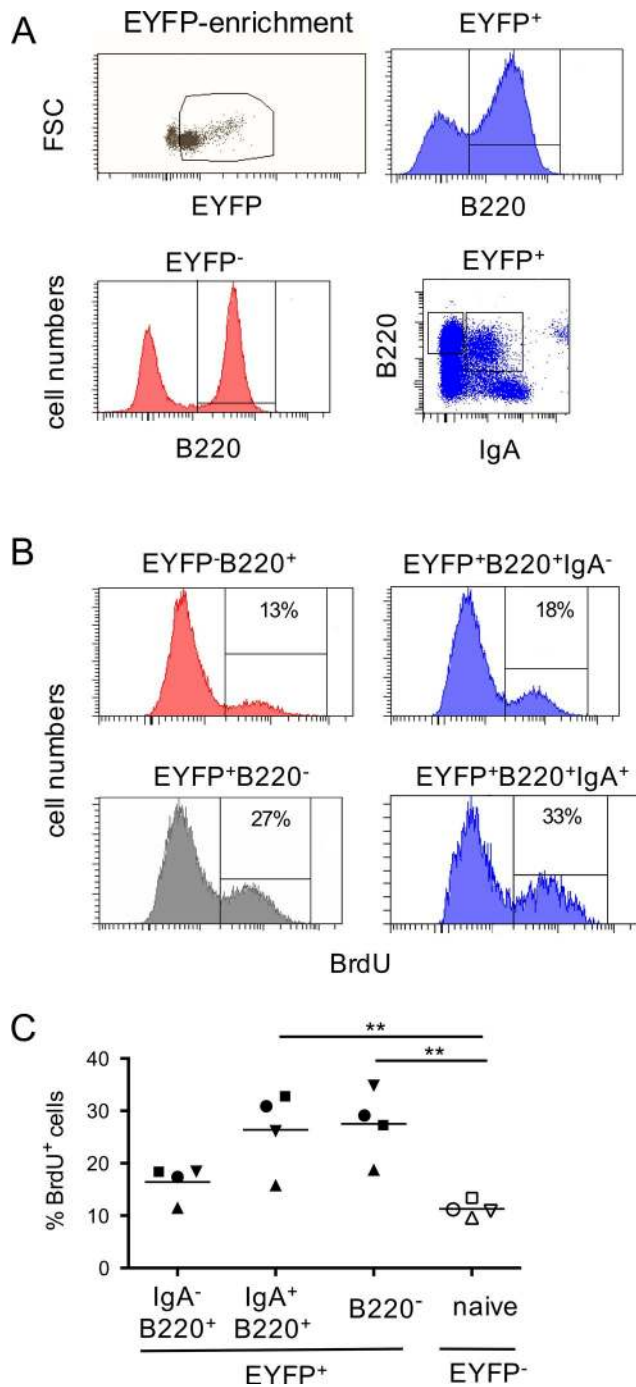 A
EYFP-enrichment
EYFP⁺
FSC
EYFP
B220
EYFP⁻
EYFP⁺
cell numbers
B220
B220
IgA
B
EYFP⁻B220⁺
EYFP⁺B220⁺IgA⁻
13%
18%
cell numbers
EYFP⁺B220⁻
EYFP⁺B220⁺IgA⁺
27%
33%
BrdU
C
**
**
% BrdU⁺ cells
40
30
20
10
0
IgA⁻ IgA⁺ B220⁻ naive
B220⁺ B220⁺
EYFP⁺ EYFP⁻